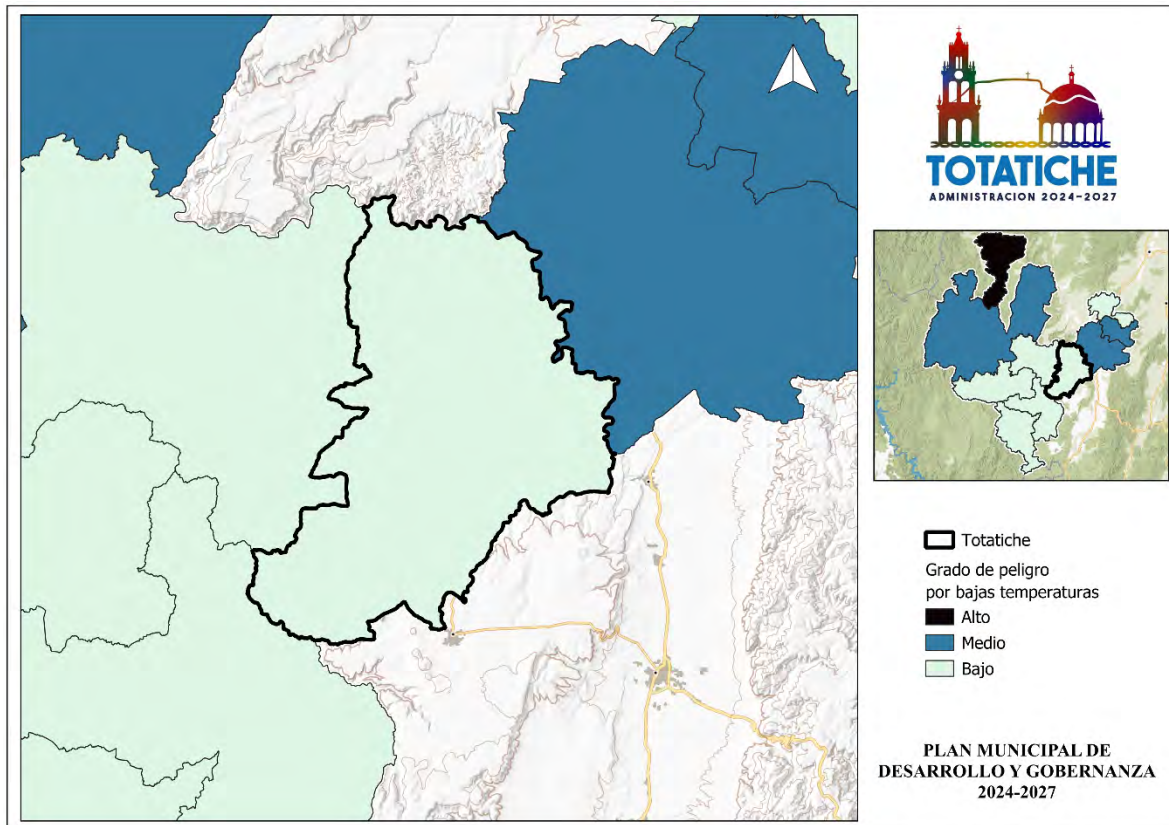 TOTATICHE
ADMINISTRACION 2024-2027
Totatiche
Grado de peligro
por bajas temperaturas
Alto
Medio
Bajo
PLAN MUNICIPAL DE
DESARROLLO Y GOBERNANZA
2024-2027